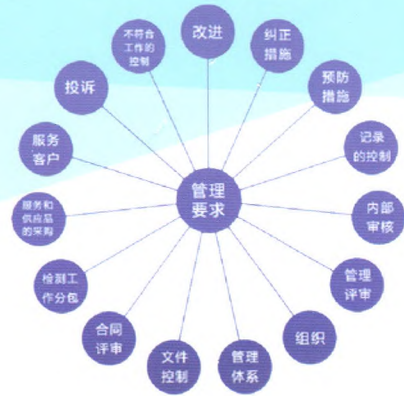 改进
纠正
措施
预防
措施
记录
的控制
内部
审核
管理
评审
组织
管理
体系
文件
控制
合同
评审
检测工
作分包
服务和
供应品
的采购
服务
客户
投诉
不符合
工作的
控制
管理
要求